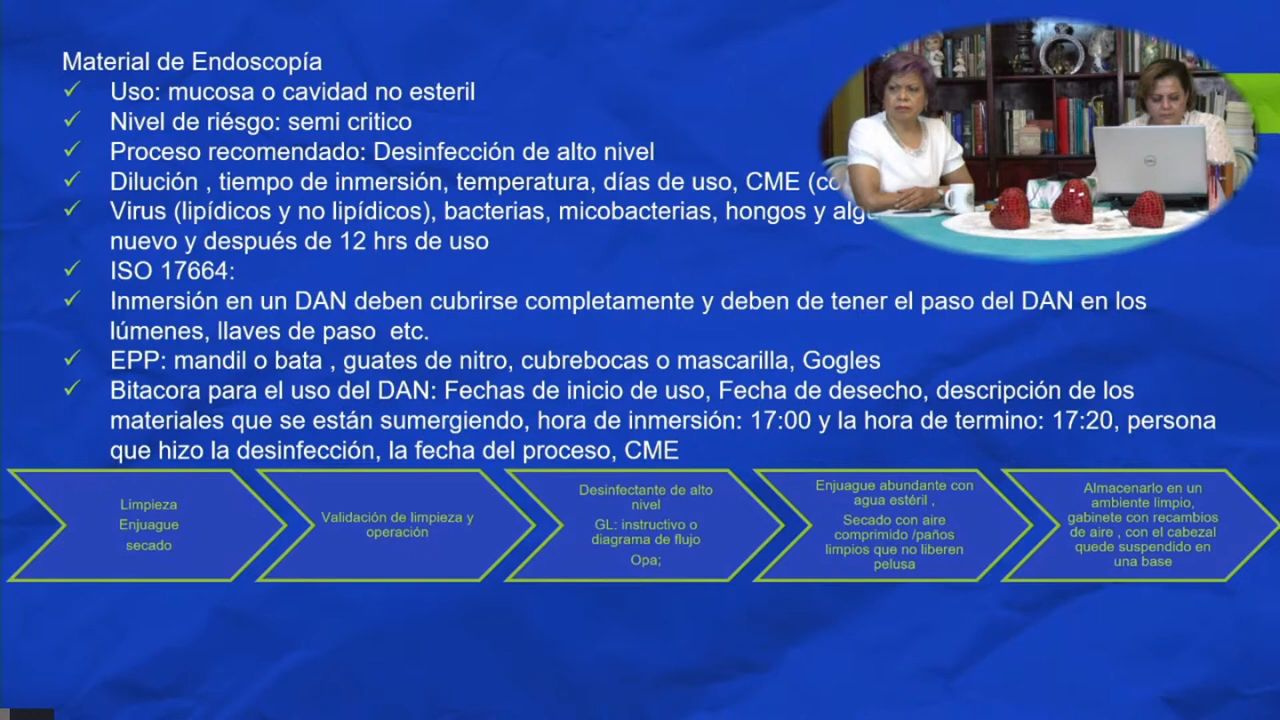 Material de Endoscopía
✓ Uso: mucosa o cavidad no esteril
✓ Nivel de riésgo: semi critico
✓ Proceso recomendado: Desinfección de alto nivel
✓ Dilución , tiempo de inmersión, temperatura, días de uso, CME (co
✓ Virus (lipídicos y no lipídicos), bacterias, micobacterias, hongos y
nuevo y después de 12 hrs de uso
✓ ISO 17664:
✓ Inmersión en un DAN deben cubrirse completamente y deben de tener el paso del DAN en los
lúmenes, llaves de paso etc.
✓ EPP: mandil o bata , guates de nitro, cubrebocas o mascarilla, Gogles
✓ Bitacora para el uso del DAN: Fechas de inicio de uso, Fecha de desecho, descripción de los
materiales que se están sumergiendo, hora de inmersión: 17:00 y la hora de termino: 17:20, persona
que hizo la desinfección, la fecha del proceso, CME
Limpieza
Enjuague
secado
Validación de limpieza y
operación
Desinfectante de alto
nivel
GL: instructivo o
diagrama de flujo
Opa;
Enjuague abundante con
agua estéril ,
Secado con aire
comprimido /paños
limpios que no liberen
pelusa
Almacenarlo en un
ambiente limpio,
gabinete con recambios
de aire , con el cabezal
quede suspendido en
una base